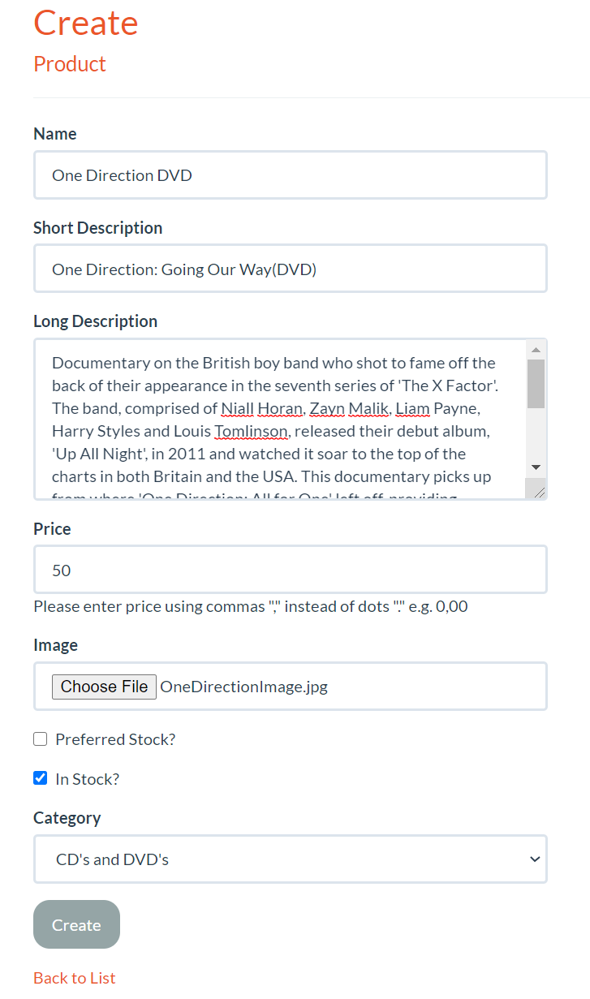 Create
Product
Name
One Direction DVD
Short Description
One Direction: Going Our Way(DVD)
Long Description
Documentary on the British boy band who shot to fame off the
back of their appearance in the seventh series of 'The X Factor'.
The band, comprised of Niall Horan, Zayn Malik, Liam Payne,
Harry Styles and Louis Tomlinson, released their debut album,
'Up All Night', in 2011 and watched it soar to the top of the
charts in both Britain and the USA. This documentary picks up
from where 'One Direction: All for One' left off, providing
Price
50
Please enter price using commas "," instead of dots "." e.g. 0,00
Image
Choose File OneDirectionImage.jpg
Preferred Stock?
In Stock?
Category
CD's and DVD's
Create
Back to List